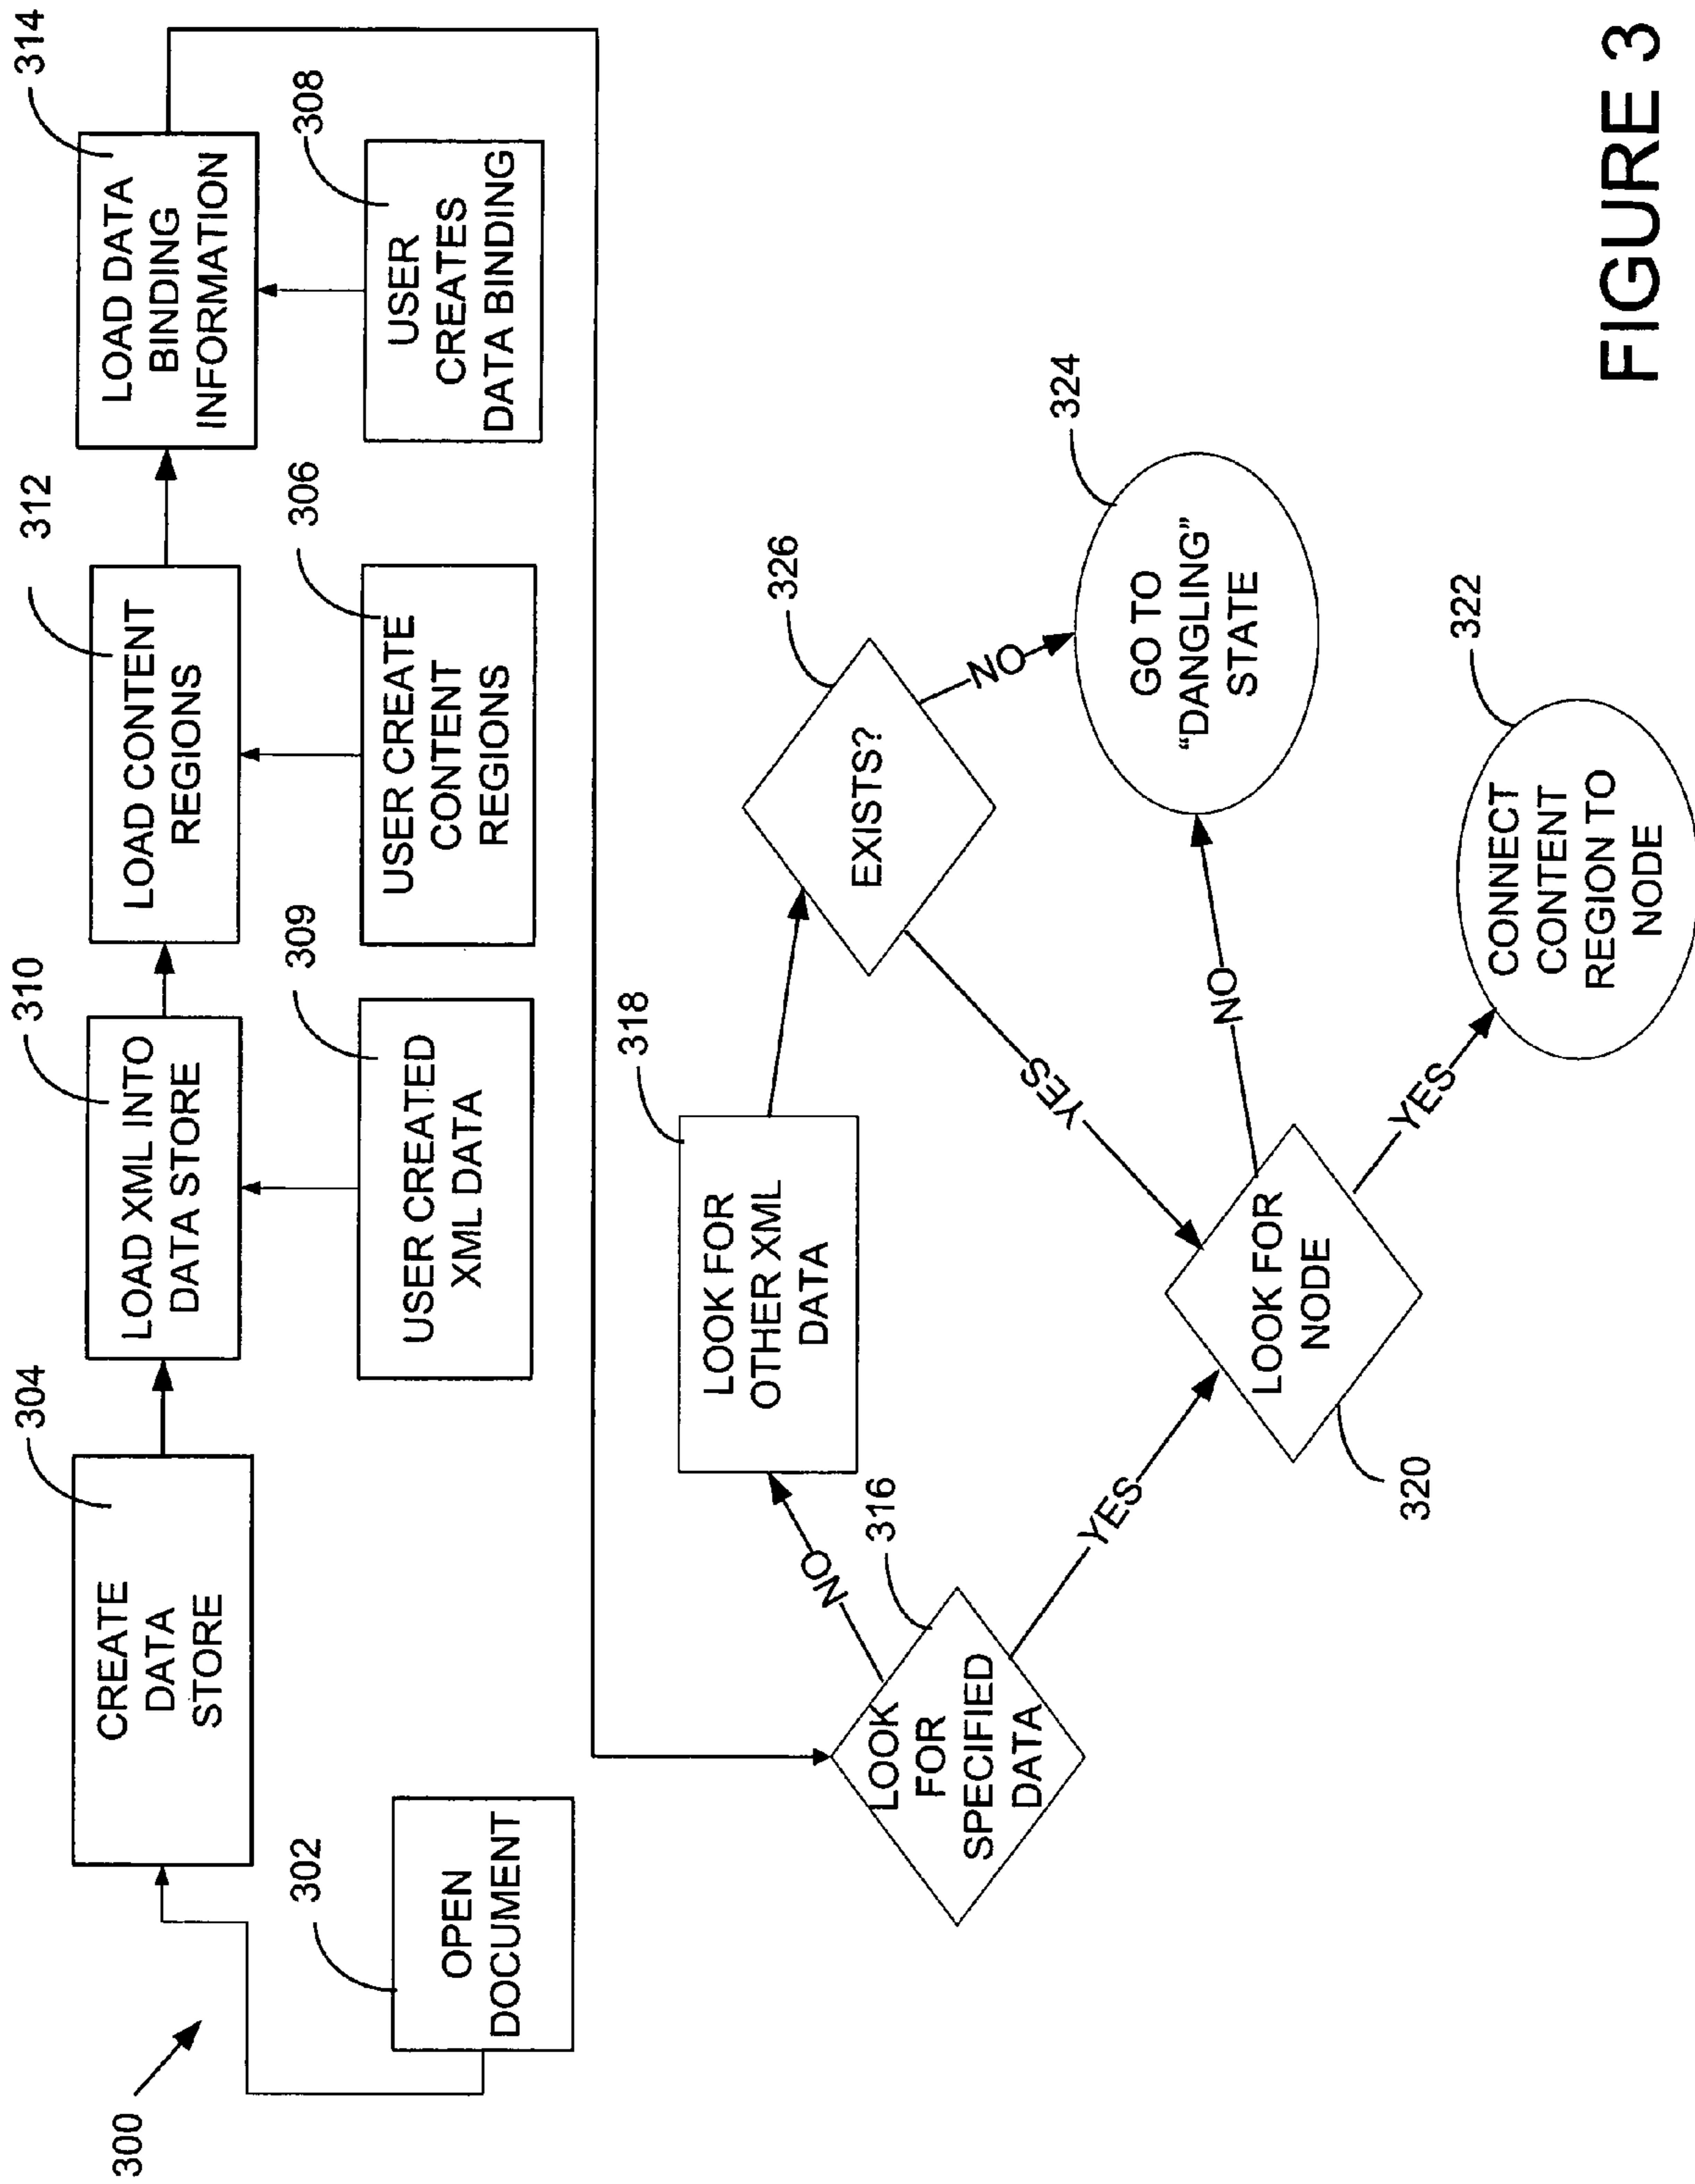 300
302
OPEN
DOCUMENT
304
CREATE
DATA
STORE
310
LOAD XML INTO
DATA STORE
309
USER CREATED
XML DATA
312
LOAD CONTENT
REGIONS
306
USER CREATE
CONTENT
REGIONS
314
LOAD DATA
BINDING
INFORMATION
308
USER
CREATES
DATA BINDING
316
LOOK
FOR
SPECIFIED
DATA
NO
YES
318
LOOK FOR
OTHER XML
DATA
326
EXISTS?
YES
NO
320
LOOK FOR
NODE
NO
YES
324
GO TO
“DANGLING”
STATE
322
CONNECT
CONTENT
REGION TO
NODE
FIGURE 3